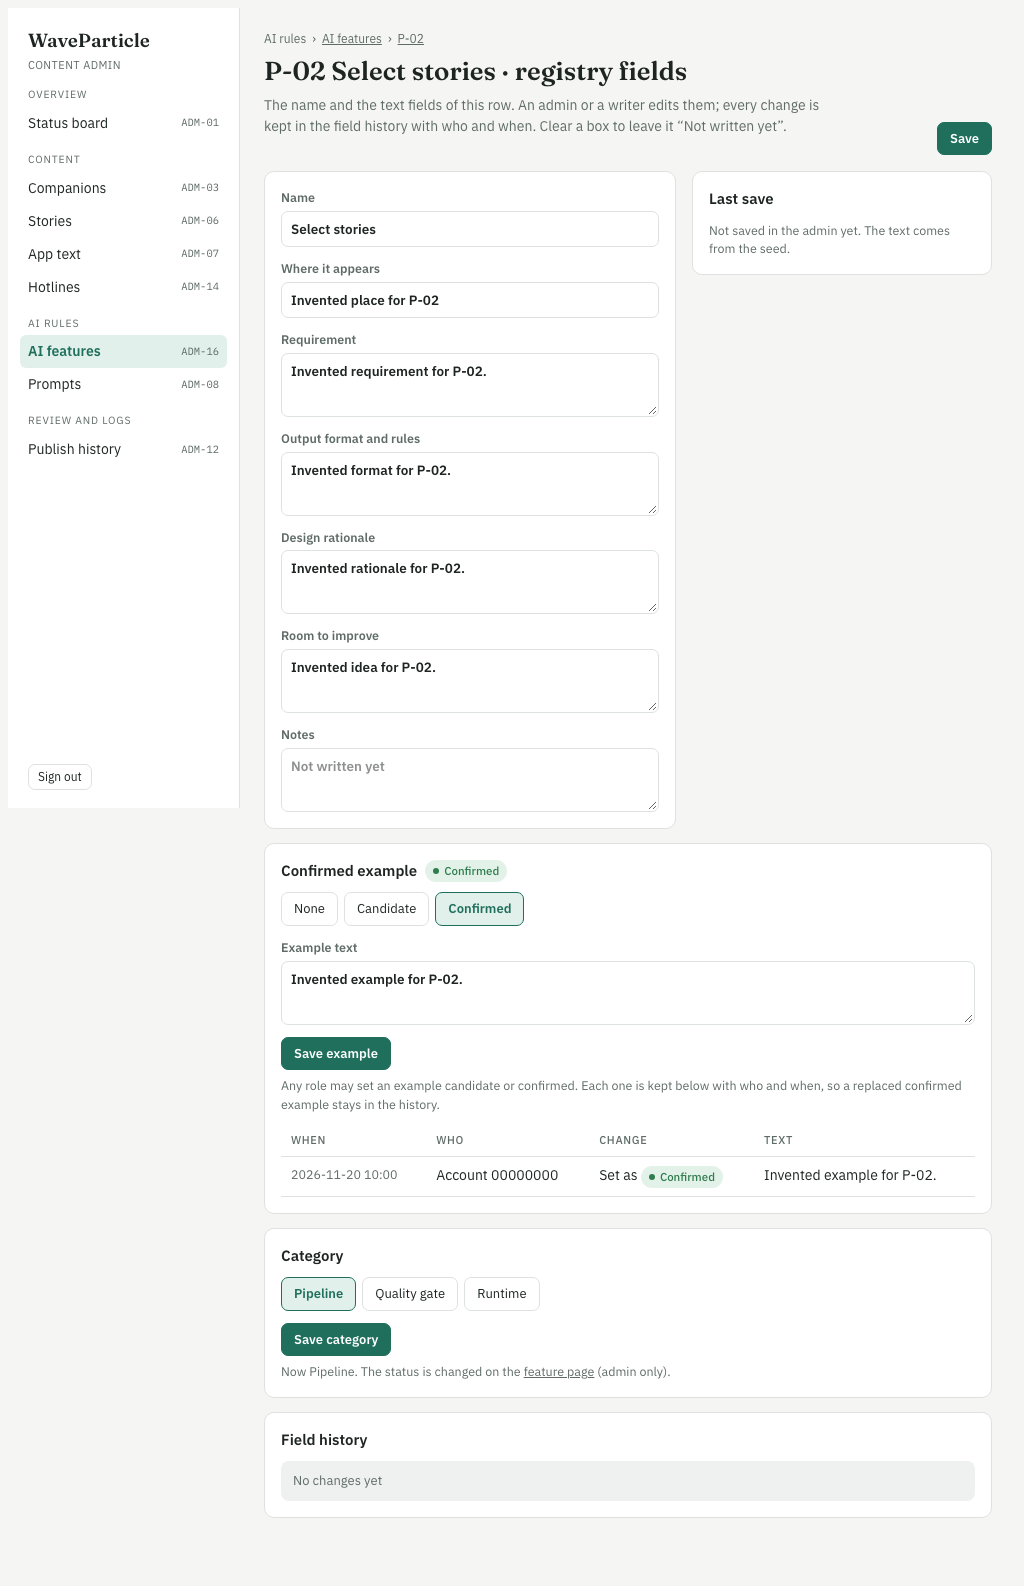 WaveParticle
CONTENT ADMIN
OVERVIEW
Status board ADM-01
CONTENT
Companions ADM-03
Stories ADM-06
App text ADM-07
Hotlines ADM-14
AI RULES
AI features ADM-16
Prompts ADM-08
REVIEW AND LOGS
Publish history ADM-12
Sign out
AI rules › AI features › P-02
P-02 Select stories · registry fields
The name and the text fields of this row. An admin or a writer edits them; every change is
kept in the field history with who and when. Clear a box to leave it “Not written yet”.
Save
Name
Select stories
Where it appears
Invented place for P-02
Requirement
Invented requirement for P-02.
Output format and rules
Invented format for P-02.
Design rationale
Invented rationale for P-02.
Room to improve
Invented idea for P-02.
Notes
Not written yet
Last save
Not saved in the admin yet. The text comes
from the seed.
Confirmed example Confirmed
None Candidate Confirmed
Example text
Invented example for P-02.
Save example
Any role may set an example candidate or confirmed. Each one is kept below with who and when, so a replaced confirmed
example stays in the history.
WHEN WHO CHANGE TEXT
2026-11-20 10:00 Account 00000000 Set as Confirmed Invented example for P-02.
Category
Pipeline Quality gate Runtime
Save category
Now Pipeline. The status is changed on the feature page (admin only).
Field history
No changes yet